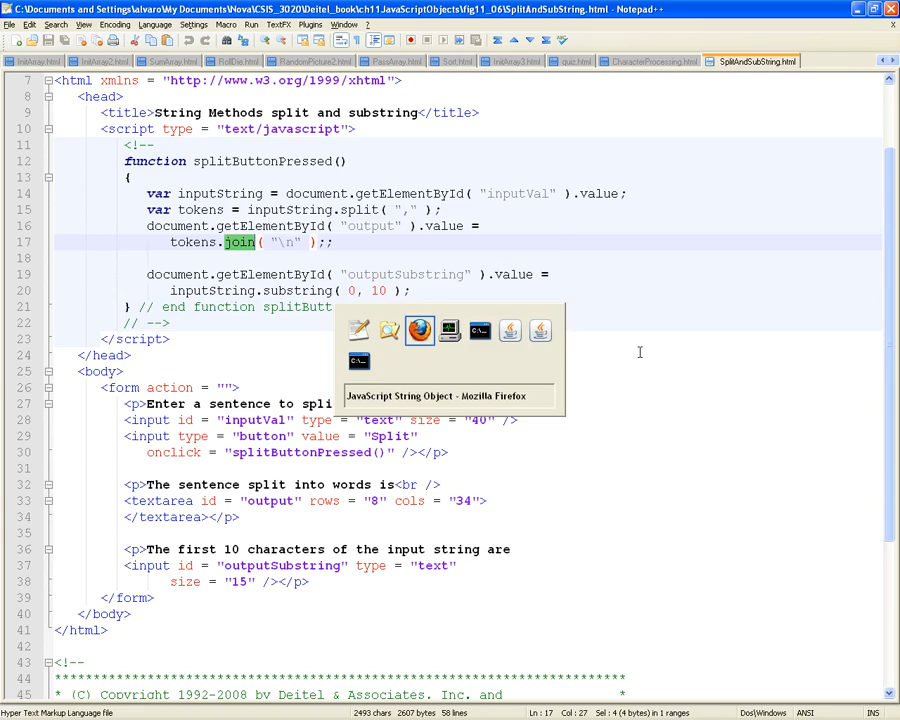 C:\Documents and Settings\alvaro\My Documents\Nova\CSIS_3020\Deitel_book\ch11JavaScriptObjects\fig11_06\SplitAndSubString.html - Notepad++
File Edit Search View Encoding Language Settings Macro Run TextFX Plugins Window ? X
InitArray.html InitArray2.html SumArray.html RollDie.html RandomPicture2.html PassArray.html Sort.html InitArray3.html quiz.html CharacterProcessing.html SplitAndSubString.html
7 <html xmlns = "http://www.w3.org/1999/xhtml">
8 <head>
9 <title>String Methods split and substring</title>
10 <script type = "text/javascript">
11 <!--
12 function splitButtonPressed()
13 {
14 var inputString = document.getElementById( "inputVal" ).value;
15 var tokens = inputString.split( "," );
16 document.getElementById( "output" ).value =
17 tokens.join( "\n" );;
18
19 document.getElementById( "outputSubstring" ).value =
20 inputString.substring( 0, 10 );
21 } // end function splitButt
22 // -->
23 </script>
24 </head>
25 <body>
26 <form action = "">
27 <p>Enter a sentence to spli
28 <input id = "inputVal" type = "text" size = "40" />
29 <input type = "button" value = "Split"
30 onclick = "splitButtonPressed()" /></p>
31
32 <p>The sentence split into words is<br />
33 <textarea id = "output" rows = "8" cols = "34">
34 </textarea></p>
35
36 <p>The first 10 characters of the input string are
37 <input id = "outputSubstring" type = "text"
38 size = "15" /></p>
39 </form>
40 </body>
41 </html>
42
43 <!--
44 **************************************************************************
45 * (C) Copyright 1992-2008 by Deitel & Associates, Inc. and *
C:\... 
C:\...
JavaScript String Object - Mozilla Firefox
Hyper Text Markup Language file 2493 chars 2607 bytes 58 lines Ln : 17 Col : 27 Sel : 4 (4 bytes) in 1 ranges Dos\Windows ANSI INS